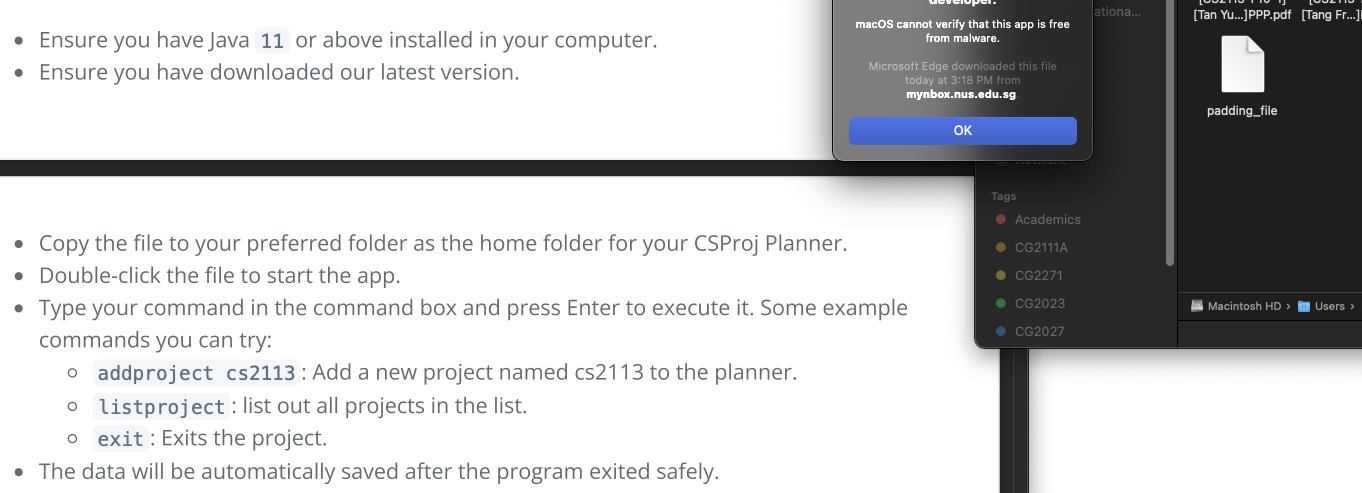 Ensure you have Java 11 or above installed in your computer.
Ensure you have downloaded our latest version.
Copy the file to your preferred folder as the home folder for your CSProj Planner.
Double-click the file to start the app.
Type your command in the command box and press Enter to execute it. Some example
commands you can try:
addproject cs2113: Add a new project named cs2113 to the planner.
listproject: list out all projects in the list.
exit: Exits the project.
The data will be automatically saved after the program exited safely.
developer.
macOS cannot verify that this app is free
from malware.
Microsoft Edge downloaded this file
today at 3:18 PM from
mynbox.nus.edu.sg
OK
Network
Tags
Academics
CG2111A
CG2271
CG2023
CG2027
[Tan Yu...]PPP.pdf
[Tang Fr...]
padding_file
Macintosh HD ›
Users ›